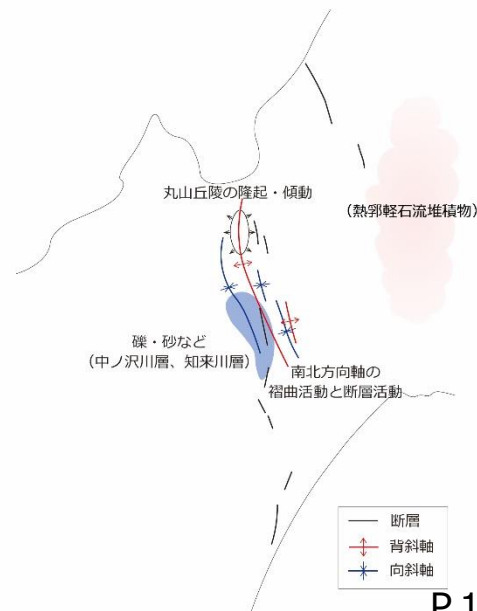 丸山丘陵の隆起・傾動
(熱郛軽石流堆積物)
礫・砂など
（中ノ沢川層、知来川層）
南北方向軸の
褶曲活動と断層活動
断層
背斜軸
向斜軸
P 1